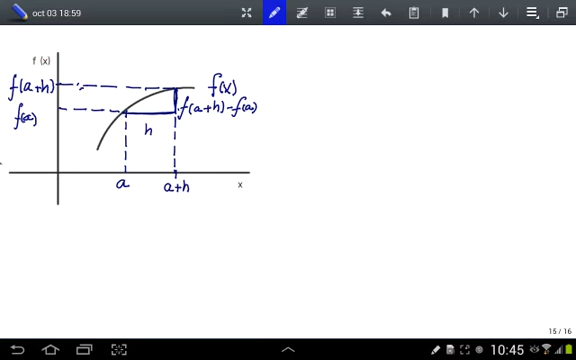 oct 03 18:59
f (x)
f(a+h)
f(x)
f(a)
f(a+h)-f(a)
h
a
a+h
x
15 / 16
10:45